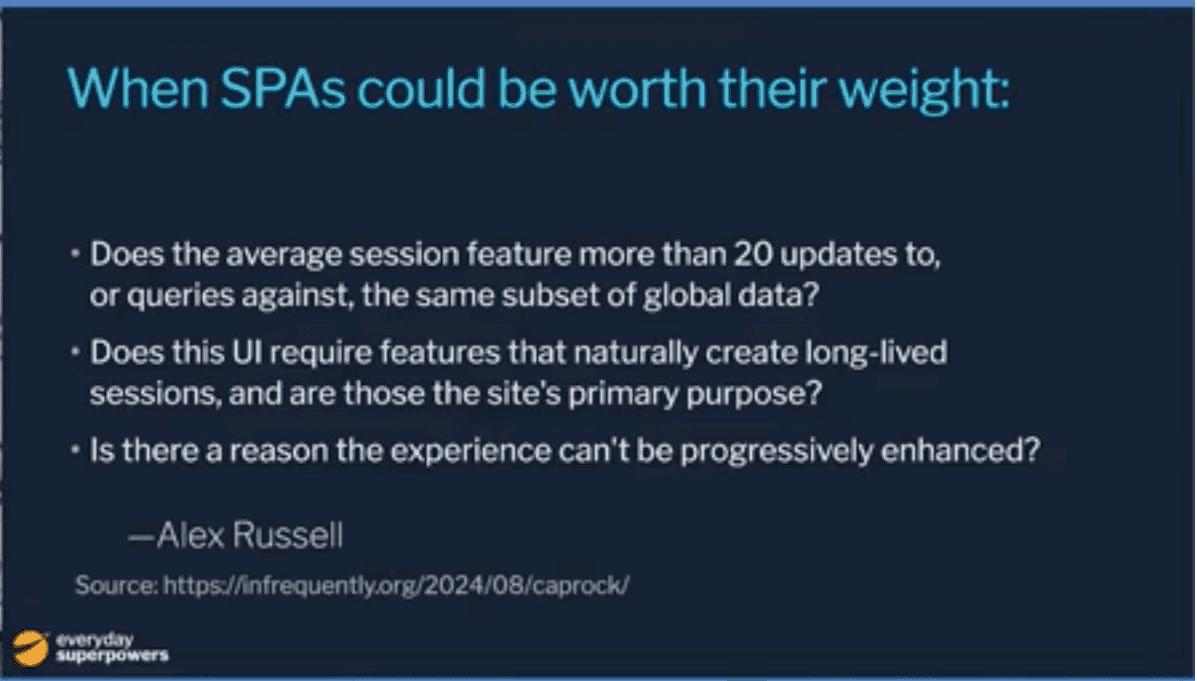 When SPAs could be worth their weight:
• Does the average session feature more than 20 updates to,
or queries against, the same subset of global data?
• Does this UI require features that naturally create long-lived
sessions, and are those the site's primary purpose?
• Is there a reason the experience can't be progressively enhanced?
—Alex Russell
Source: https://infrequently.org/2024/08/caprock/
everyday
superpowers